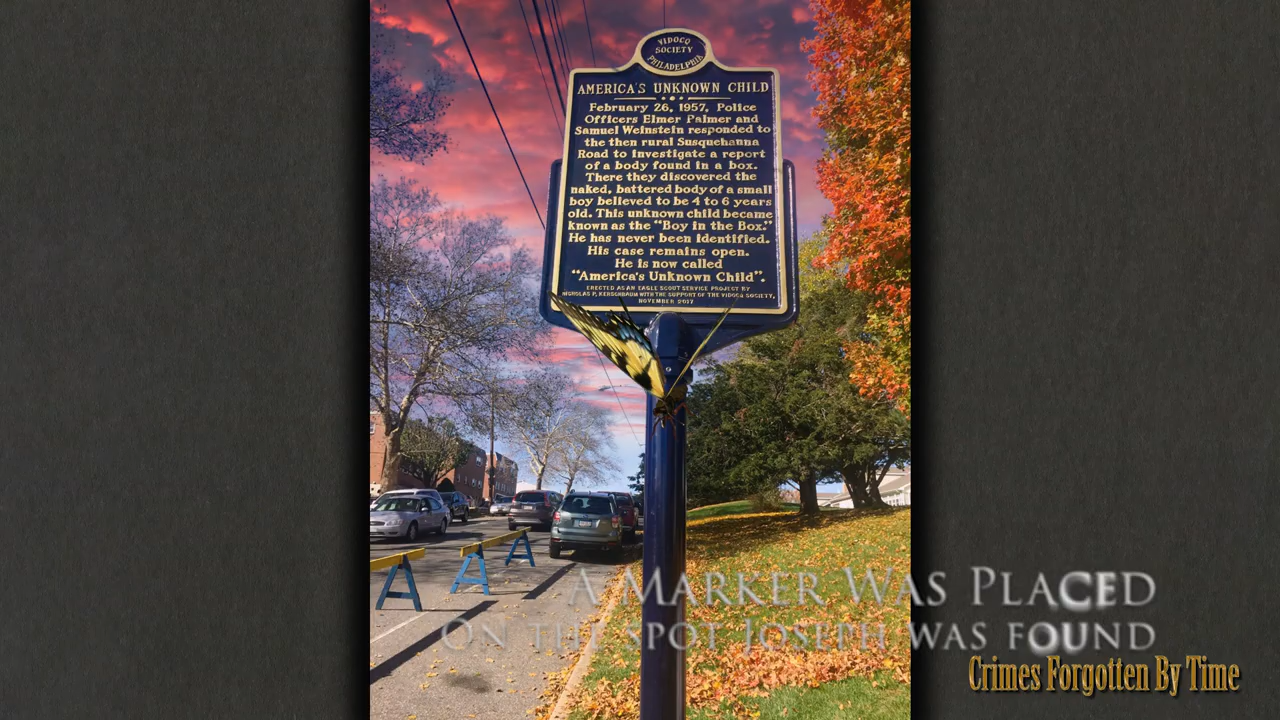 VIDOCQ
SOCIETY
PHILADELPHIA
AMERICA'S UNKNOWN CHILD
February 26, 1957, Police
Officers Elmer Palmer and
Samuel Weinstein responded to
the then rural Susquehanna
Road to investigate a report
of a body found in a box.
There they discovered the
naked, battered body of a small
boy believed to be 4 to 6 years
old. This unknown child became
known as the "Boy in the Box."
He has never been identified.
His case remains open.
He is now called
"America's Unknown Child".
ERECTED AS AN EAGLE SCOUT SERVICE PROJECT BY
NICHOLAS P. KERSCHBAUM WITH THE SUPPORT OF THE VIDOCQ SOCIETY,
NOVEMBER 2017
A Marker Was Placed
On the spot Joseph was found
Crimes Forgotten By Time